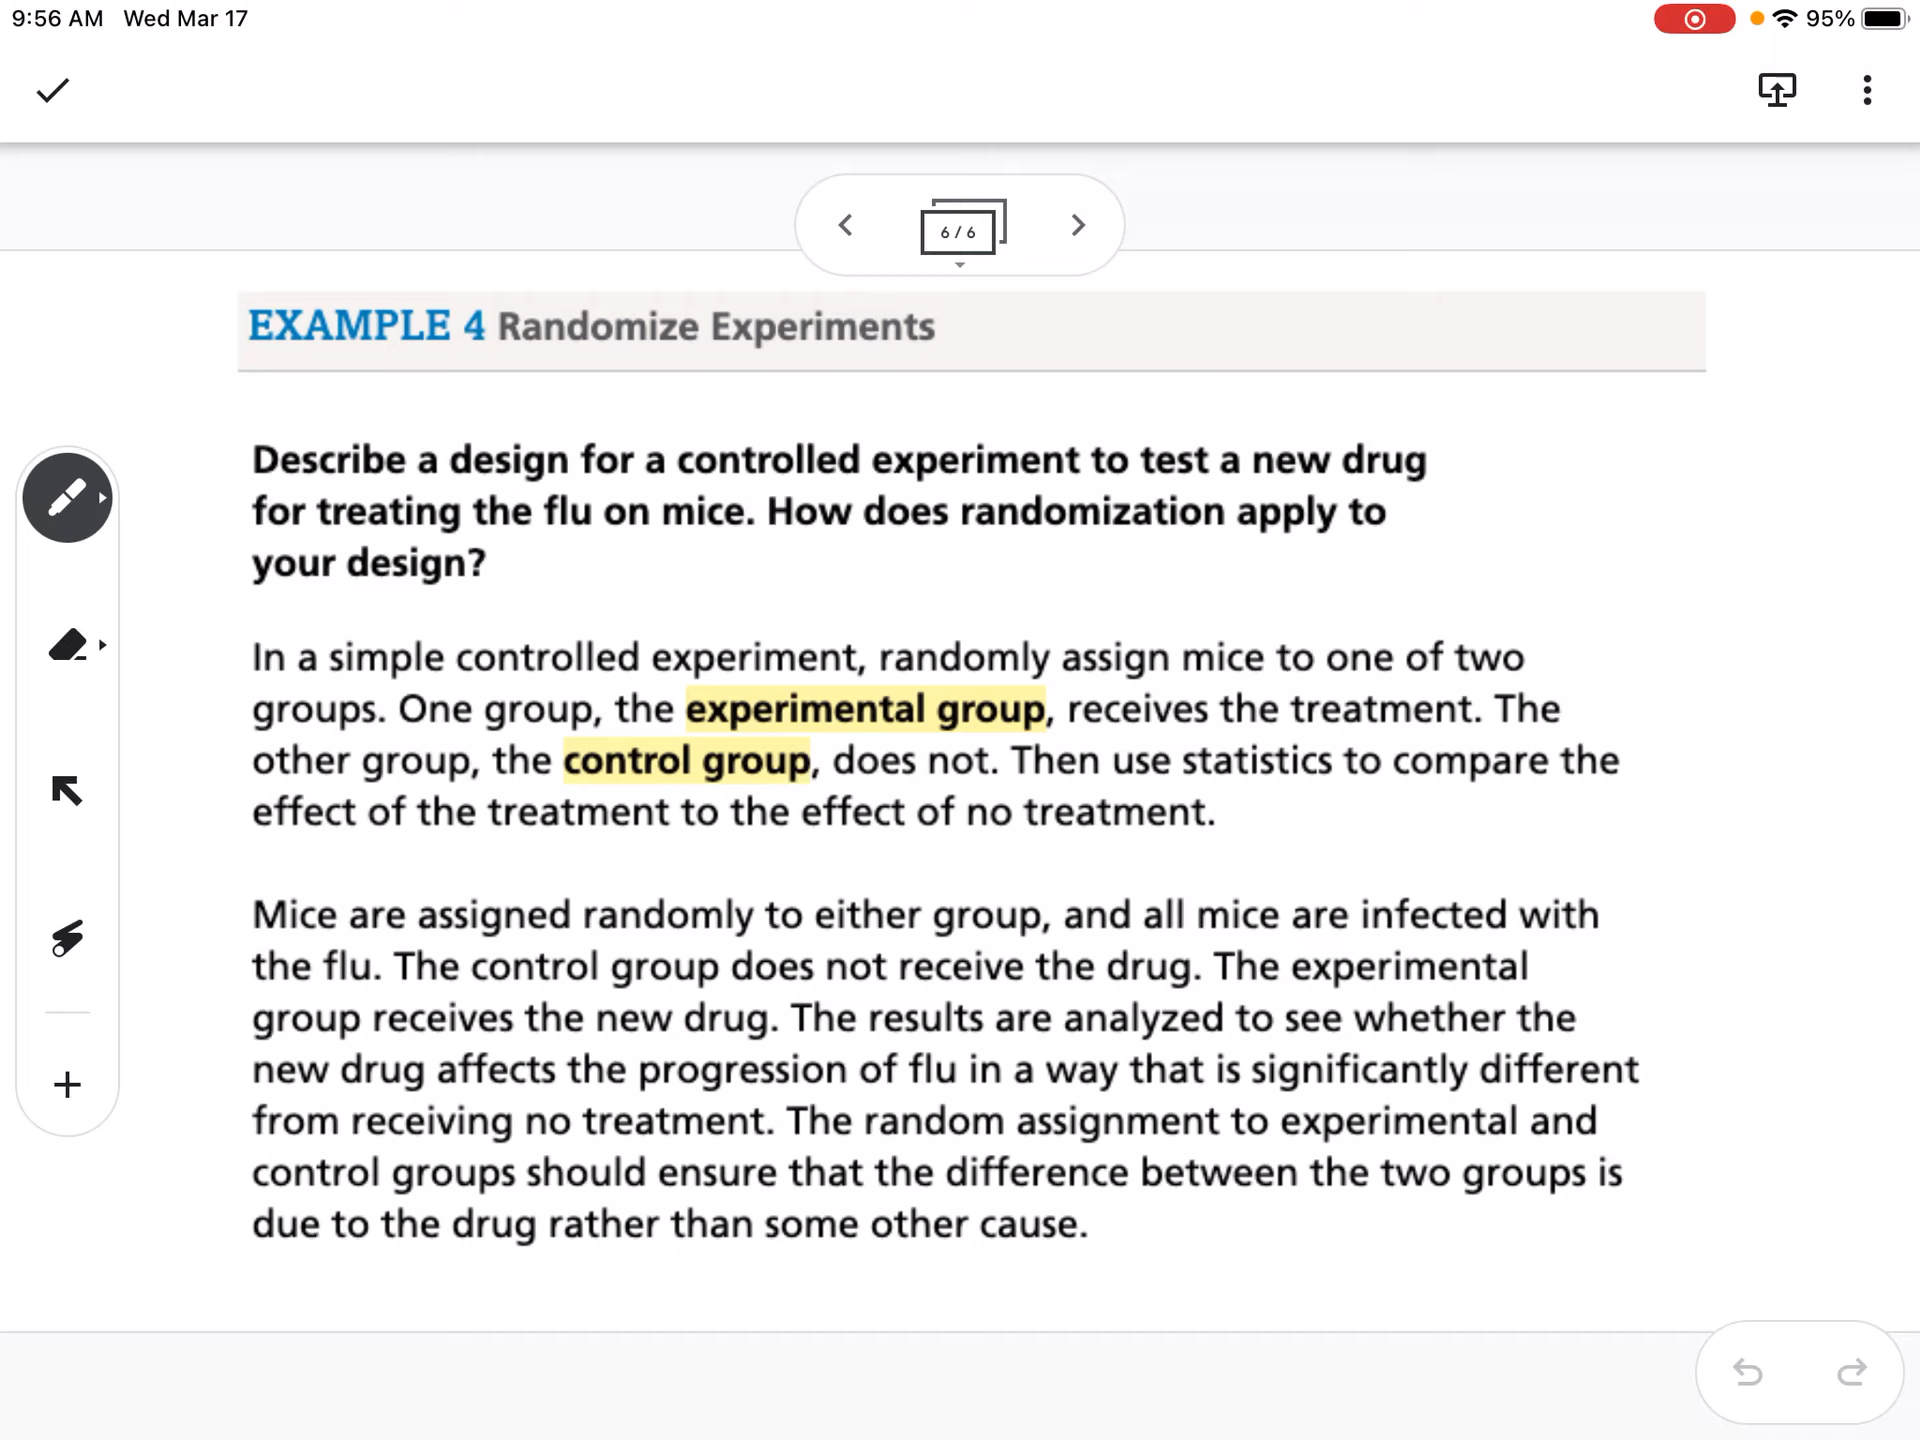 9:56 AM Wed Mar 17
95%
6 / 6
EXAMPLE 4 Randomize Experiments
Describe a design for a controlled experiment to test a new drug
for treating the flu on mice. How does randomization apply to
your design?
In a simple controlled experiment, randomly assign mice to one of two
groups. One group, the experimental group, receives the treatment. The
other group, the control group, does not. Then use statistics to compare the
effect of the treatment to the effect of no treatment.
Mice are assigned randomly to either group, and all mice are infected with
the flu. The control group does not receive the drug. The experimental
group receives the new drug. The results are analyzed to see whether the
new drug affects the progression of flu in a way that is significantly different
from receiving no treatment. The random assignment to experimental and
control groups should ensure that the difference between the two groups is
due to the drug rather than some other cause.